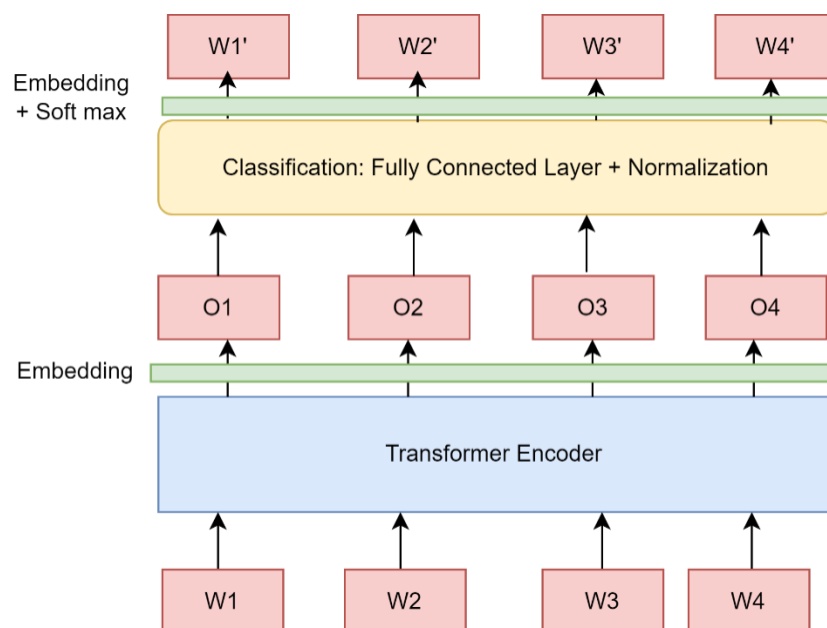 W1'
W2'
W3'
W4'
Embedding
+ Soft max
Classification: Fully Connected Layer + Normalization
O1
O2
O3
O4
Embedding
Transformer Encoder
W1
W2
W3
W4